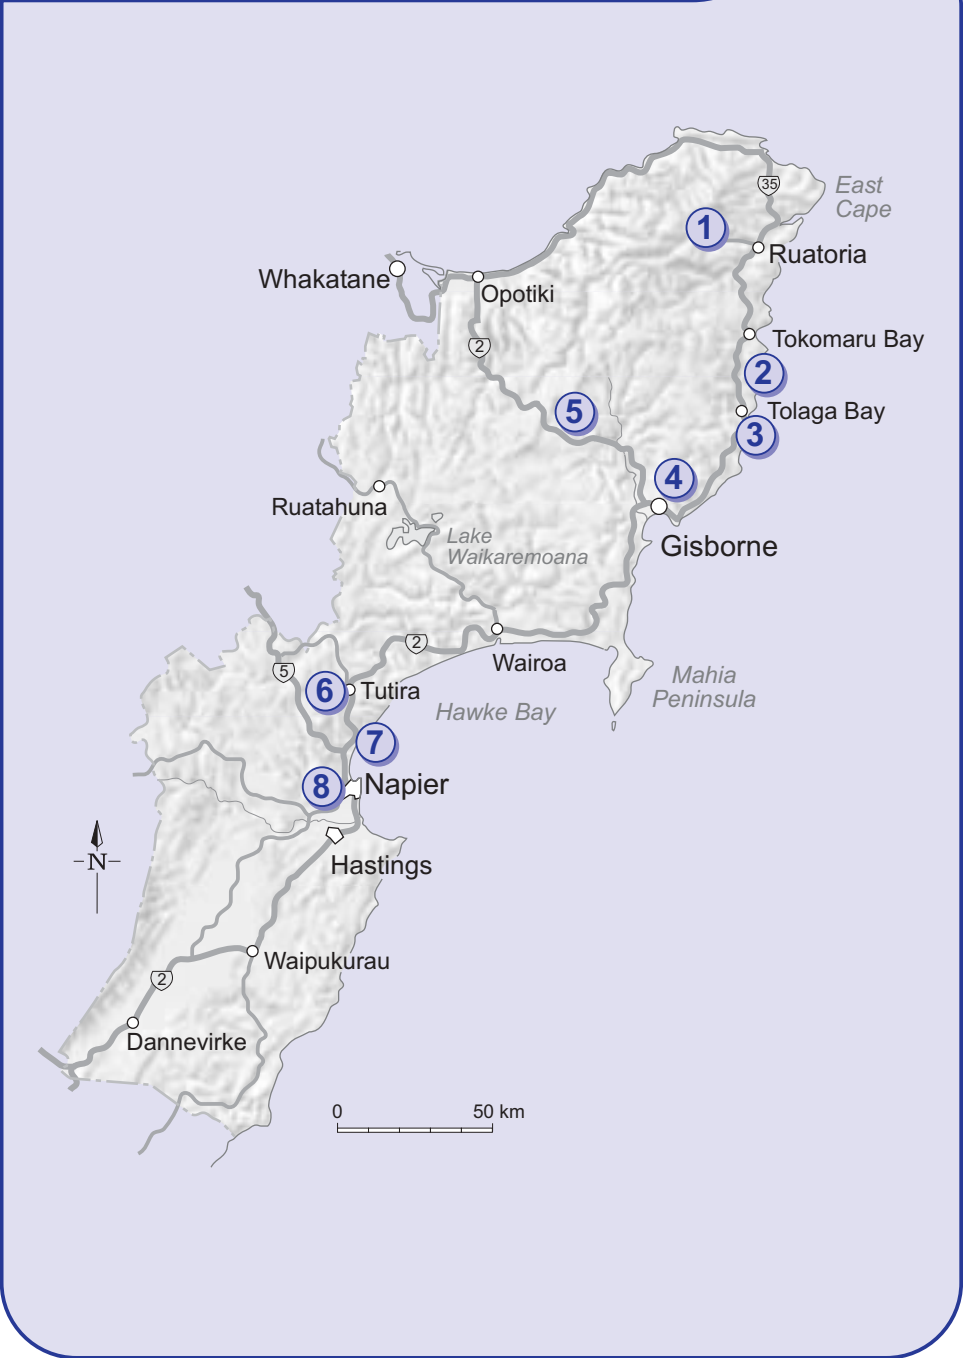 35
East
Cape
1
Ruatoria
Whakatane
Opotiki
Tokomaru Bay
2
2
5
Tolaga Bay
3
4
Ruatahuna
Lake
Waikaremoana
Gisborne
2
Wairoa
5
6
Tutira
Mahia
Peninsula
Hawke Bay
7
8
Napier
N
Hastings
Waipukurau
2
Dannevirke
0 50 km